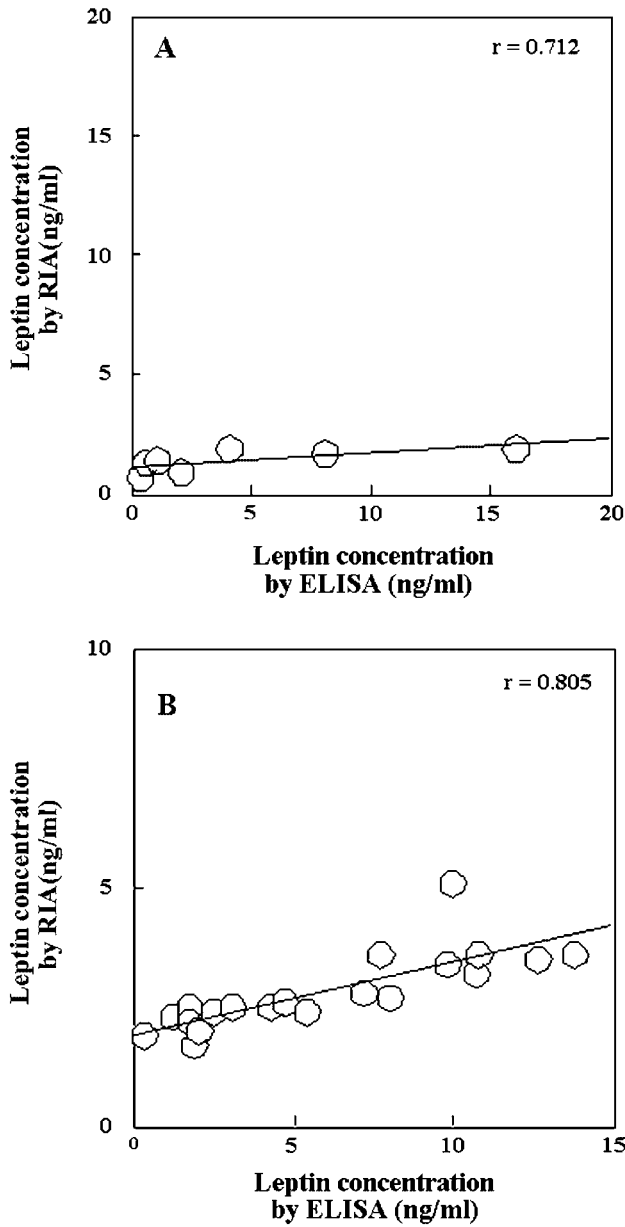 A
r = 0.712
20
15
10
5
0
Leptin concentration
by RIA(ng/ml)
0 5 10 15 20
Leptin concentration
by ELISA (ng/ml)
B
r = 0.805
10
5
0
Leptin concentration
by RIA(ng/ml)
0 5 10 15
Leptin concentration
by ELISA (ng/ml)